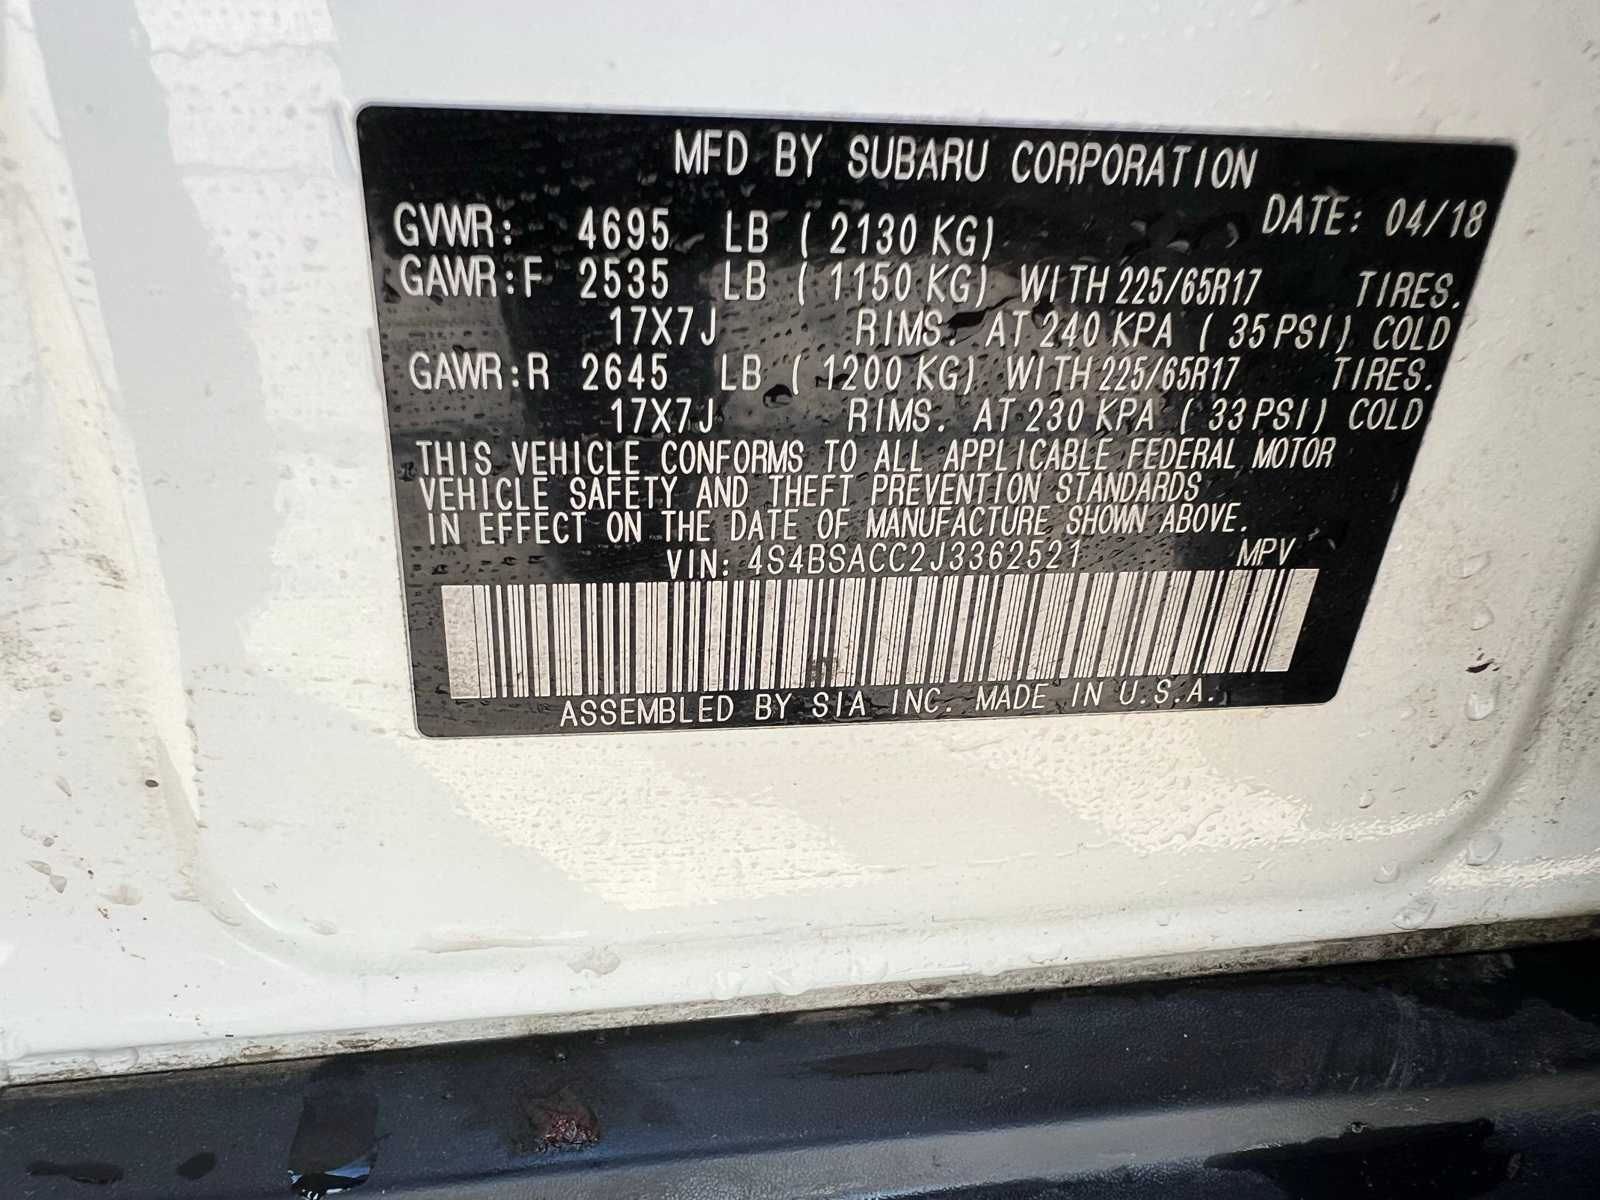 MFD BY SUBARU CORPORATION
DATE: 04/18
GVWR: 4695 LB ( 2130 KG)
GAWR:F 2535 LB ( 1150 KG) WITH 225/65R17 TIRES.
17X7J RIMS. AT 240 KPA ( 35 PSI) COLD
GAWR:R 2645 LB ( 1200 KG) WITH 225/65R17 TIRES.
17X7J RIMS. AT 230 KPA ( 33 PSI) COLD
THIS VEHICLE CONFORMS TO ALL APPLICABLE FEDERAL MOTOR
VEHICLE SAFETY AND THEFT PREVENTION STANDARDS
IN EFFECT ON THE DATE OF MANUFACTURE SHOWN ABOVE.
VIN: 4S4BSACC2J3362521 MPV
ASSEMBLED BY SIA INC. MADE IN U.S.A.